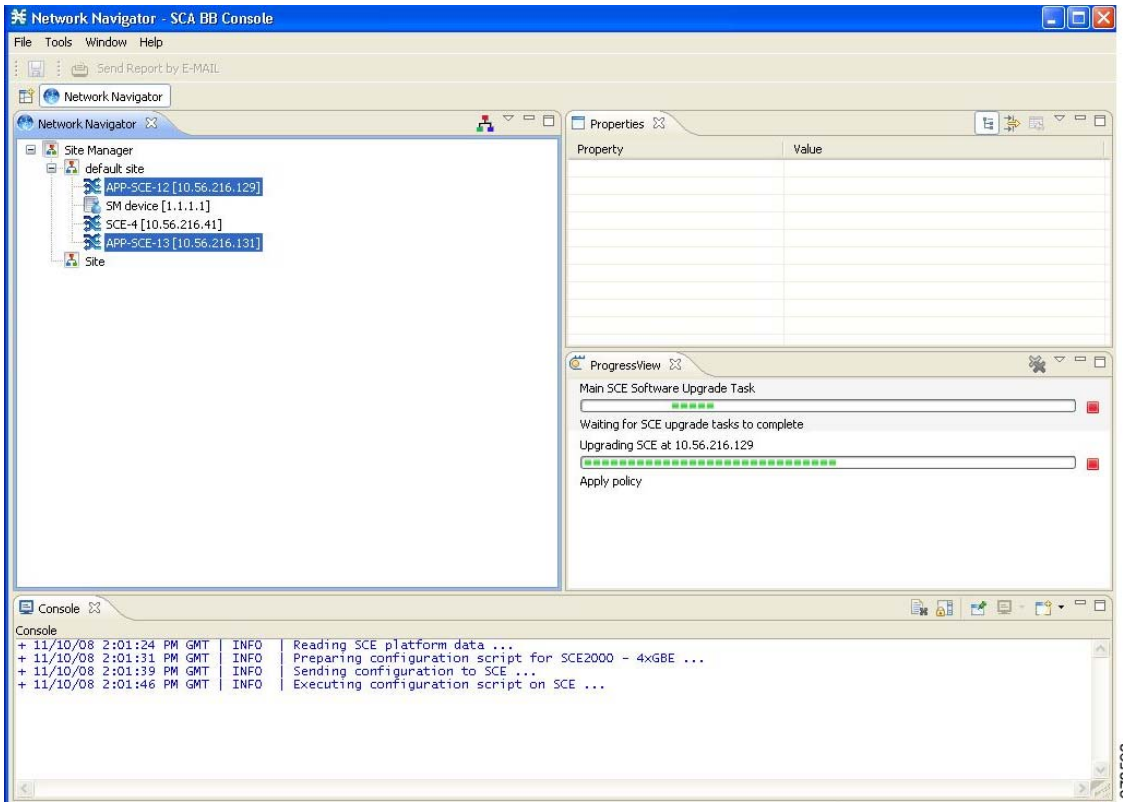 Network Navigator - SCA BB Console
File Tools Window Help
Send Report by E-MAIL
Network Navigator
Network Navigator
Site Manager
default site
APP-SCE-12 [10.56.216.129]
SM device [1.1.1.1]
SCE-4 [10.56.216.41]
APP-SCE-13 [10.56.216.131]
Site
Properties
Property Value
ProgressView
Main SCE Software Upgrade Task
Waiting for SCE upgrade tasks to complete
Upgrading SCE at 10.56.216.129
Apply policy
Console
Console
+ 11/10/08 2:01:24 PM GMT | INFO | Reading SCE platform data ...
+ 11/10/08 2:01:31 PM GMT | INFO | Preparing configuration script for SCE2000 - 4xGBE ...
+ 11/10/08 2:01:39 PM GMT | INFO | Sending configuration to SCE ...
+ 11/10/08 2:01:46 PM GMT | INFO | Executing configuration script on SCE ...